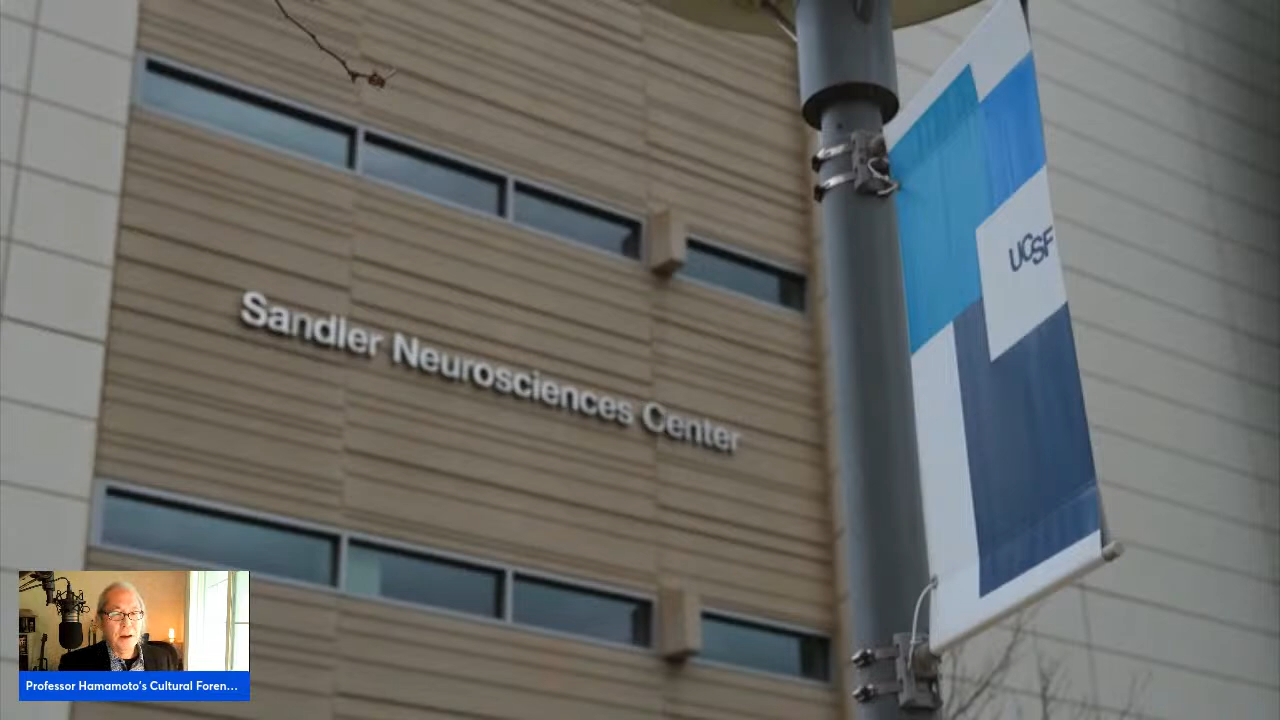 Sandler Neurosciences Center
UCSF
Professor Hamamoto's Cultural Foren...